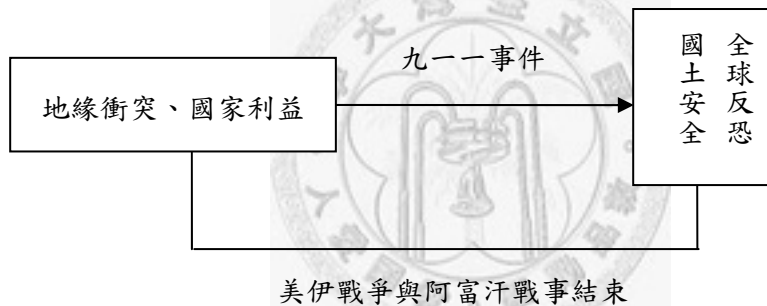 九一一事件
地緣衝突、國家利益
全球反恐
國土安全
美伊戰爭與阿富汗戰事結束